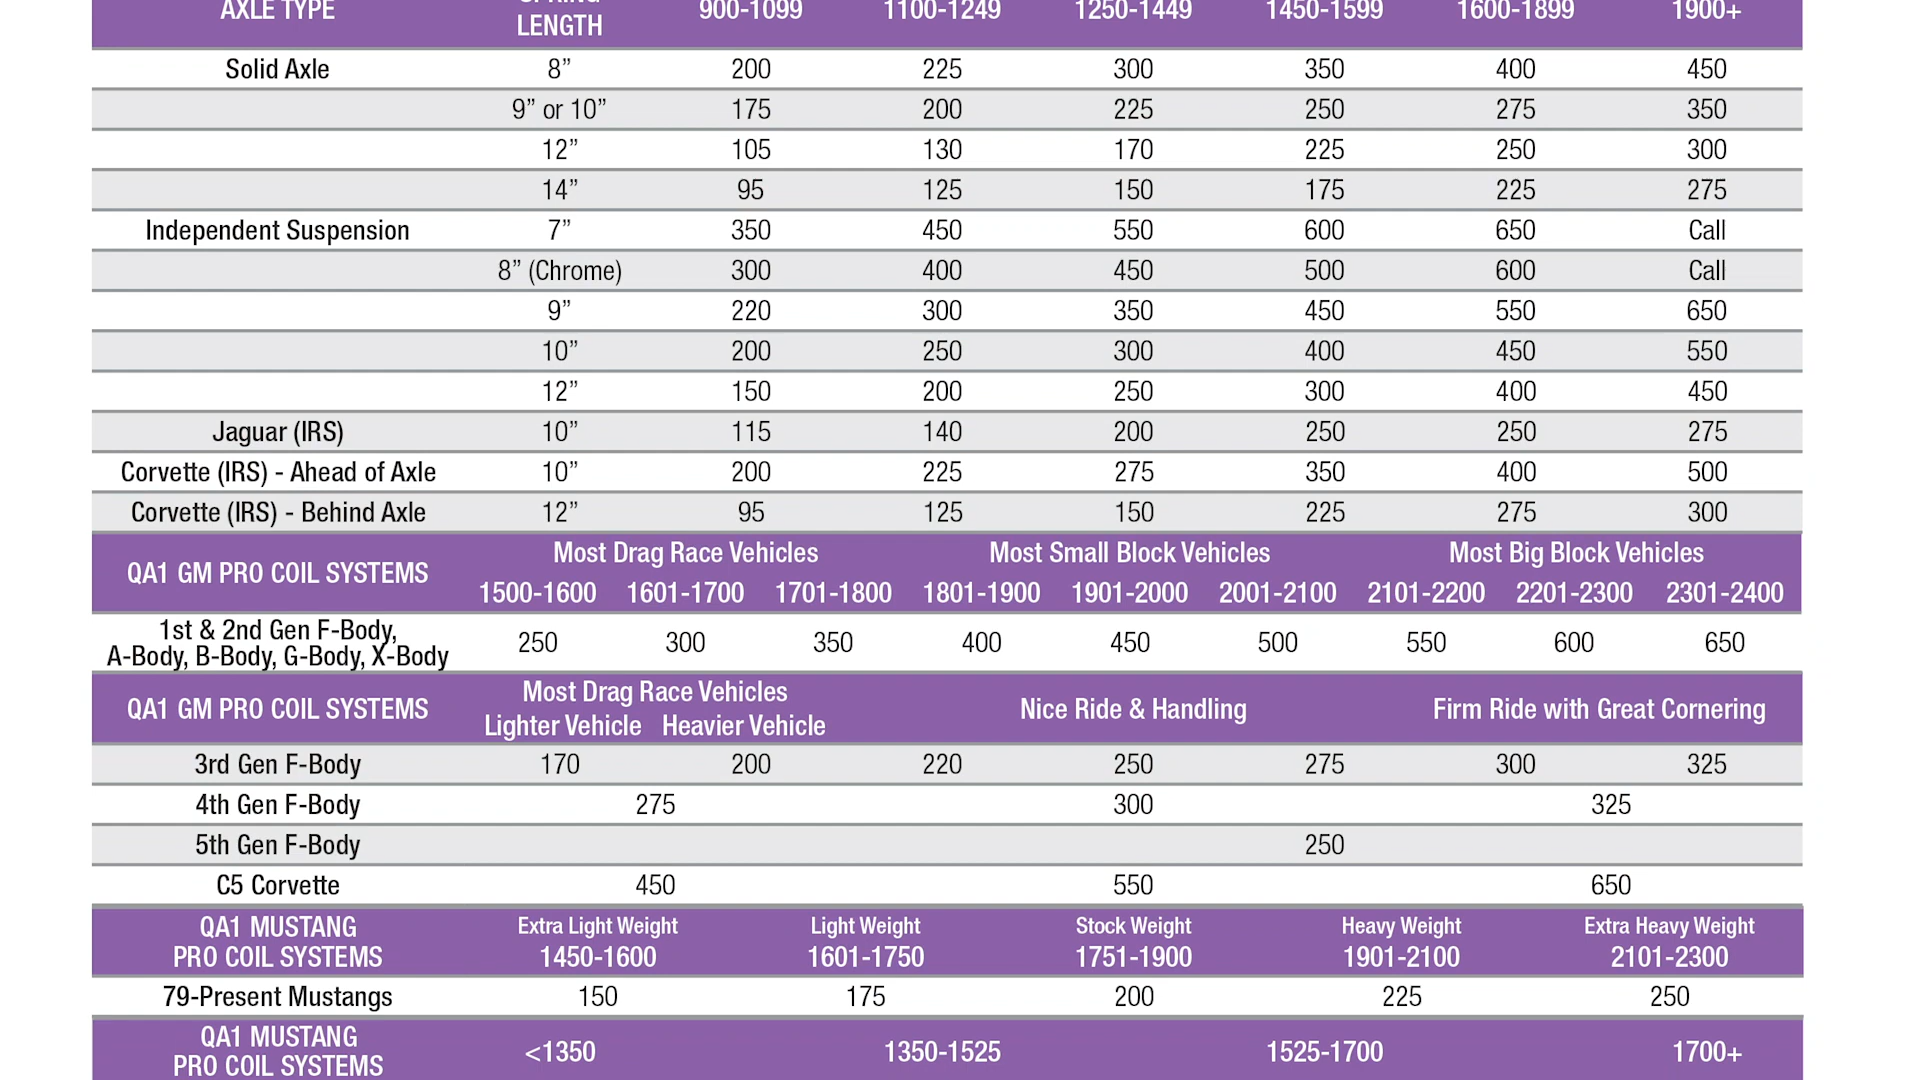 AXLE TYPE SPRING LENGTH 900-1099 1100-1249 1250-1449 1450-1599 1600-1899 1900+
Solid Axle 8” 200 225 300 350 400 450
9” or 10” 175 200 225 250 275 350
12” 105 130 170 225 250 300
14” 95 125 150 175 225 275
Independent Suspension 7” 350 450 550 600 650 Call
8” (Chrome) 300 400 450 500 600 Call
9” 220 300 350 450 550 650
10” 200 250 300 400 450 550
12” 150 200 250 300 400 450
Jaguar (IRS) 10” 115 140 200 250 250 275
Corvette (IRS) - Ahead of Axle 10” 200 225 275 350 400 500
Corvette (IRS) - Behind Axle 12” 95 125 150 225 275 300
QA1 GM PRO COIL SYSTEMS
Most Drag Race Vehicles Most Small Block Vehicles Most Big Block Vehicles
1500-1600 1601-1700 1701-1800 1801-1900 1901-2000 2001-2100 2101-2200 2201-2300 2301-2400
1st & 2nd Gen F-Body,
A-Body, B-Body, G-Body, X-Body
250 300 350 400 450 500 550 600 650
QA1 GM PRO COIL SYSTEMS
Most Drag Race Vehicles
Lighter Vehicle Heavier Vehicle
Nice Ride & Handling Firm Ride with Great Cornering
3rd Gen F-Body 170 200 220 250 275 300 325
4th Gen F-Body 275 300 325
5th Gen F-Body 250
C5 Corvette 450 550 650
QA1 MUSTANG
PRO COIL SYSTEMS
Extra Light Weight Light Weight Stock Weight Heavy Weight Extra Heavy Weight
1450-1600 1601-1750 1751-1900 1901-2100 2101-2300
79-Present Mustangs 150 175 200 225 250
QA1 MUSTANG
PRO COIL SYSTEMS
<1350 1350-1525 1525-1700 1700+